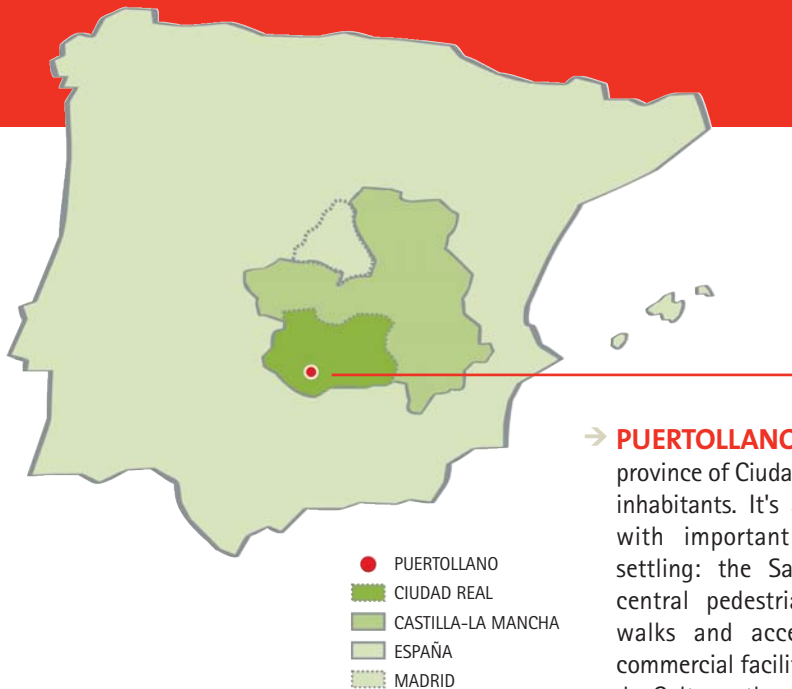 PUERTOLLANO
CIUDAD REAL
CASTILLA-LA MANCHA
ESPAÑA
MADRID
→ PUERTOLLANO
province of Ciuda
inhabitants. It's
with important
settling: the Sa
central pedestria
walks and acce
commercial facili